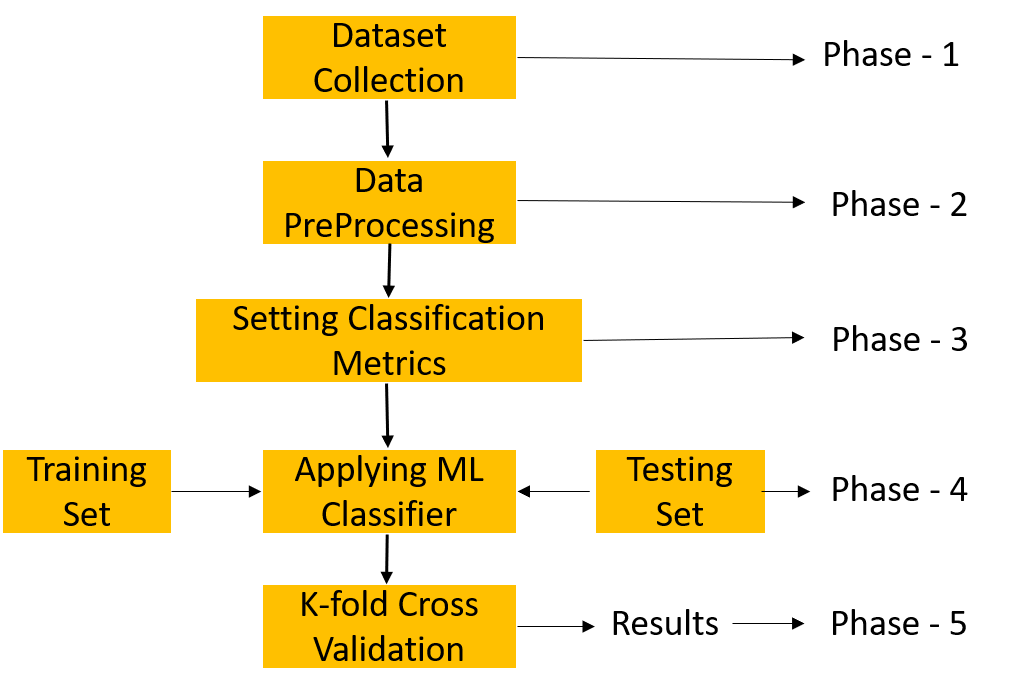 Dataset
Collection
Phase - 1
Data
PreProcessing
Phase - 2
Setting Classification
Metrics
Phase - 3
Training
Set
Applying ML
Classifier
Testing
Set
Phase - 4
K-fold Cross
Validation
Results
Phase - 5